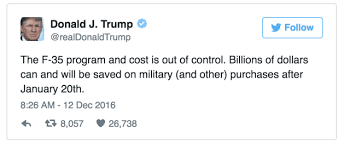 Donald J. Trump
@realDonaldTrump
Follow
The F-35 program and cost is out of control. Billions of dollars
can and will be saved on military (and other) purchases after
January 20th.
8:26 AM - 12 Dec 2016
8,057 26,738